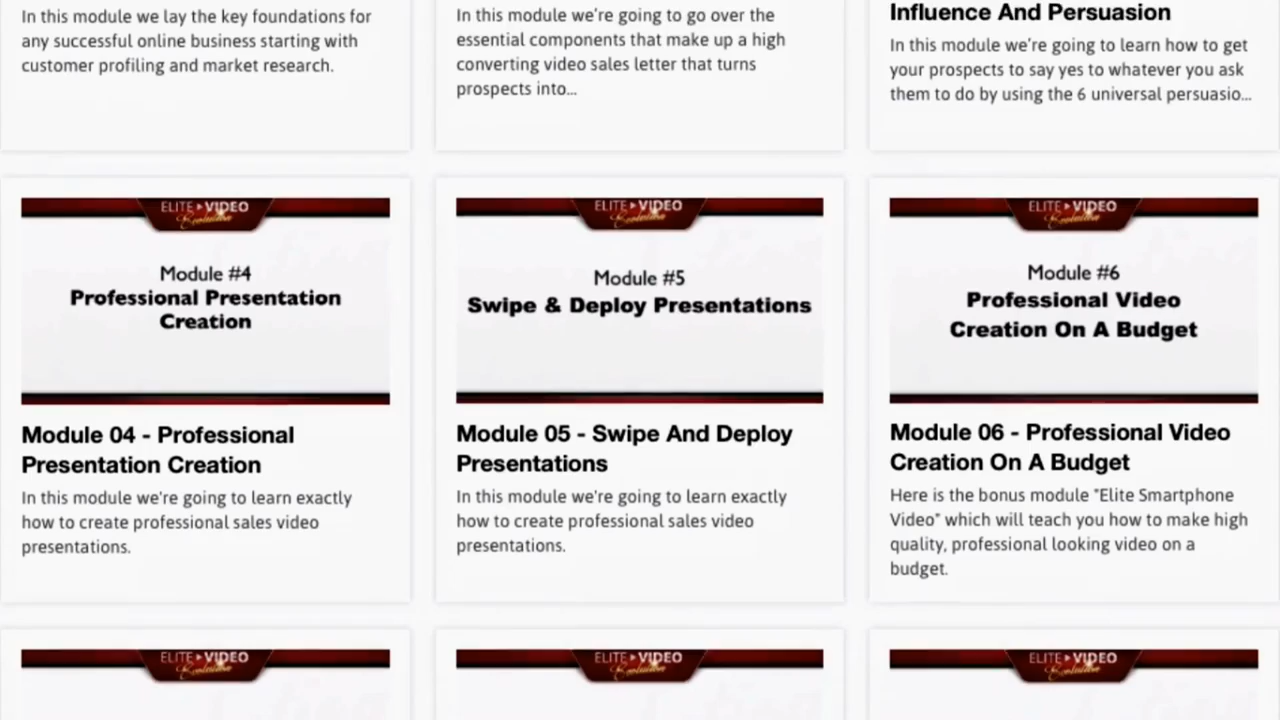 In this module we lay the key foundations for
any successful online business starting with
customer profiling and market research.
In this module we're going to go over the
essential components that make up a high
converting video sales letter that turns
prospects into...
Influence And Persuasion
In this module we're going to learn how to get
your prospects to say yes to whatever you ask
them to do by using the 6 universal persuasio...
ELITE VIDEO
Evolution
Module #4
Professional Presentation
Creation
Module 04 - Professional
Presentation Creation
In this module we're going to learn exactly
how to create professional sales video
presentations.
ELITE VIDEO
Evolution
Module #5
Swipe & Deploy Presentations
Module 05 - Swipe And Deploy
Presentations
In this module we're going to learn exactly
how to create professional sales video
presentations.
ELITE VIDEO
Evolution
Module #6
Professional Video
Creation On A Budget
Module 06 - Professional Video
Creation On A Budget
Here is the bonus module "Elite Smartphone
Video" which will teach you how to make high
quality, professional looking video on a
budget.
ELITE VIDEO
Evolution
ELITE VIDEO
Evolution
ELITE VIDEO
Evolution